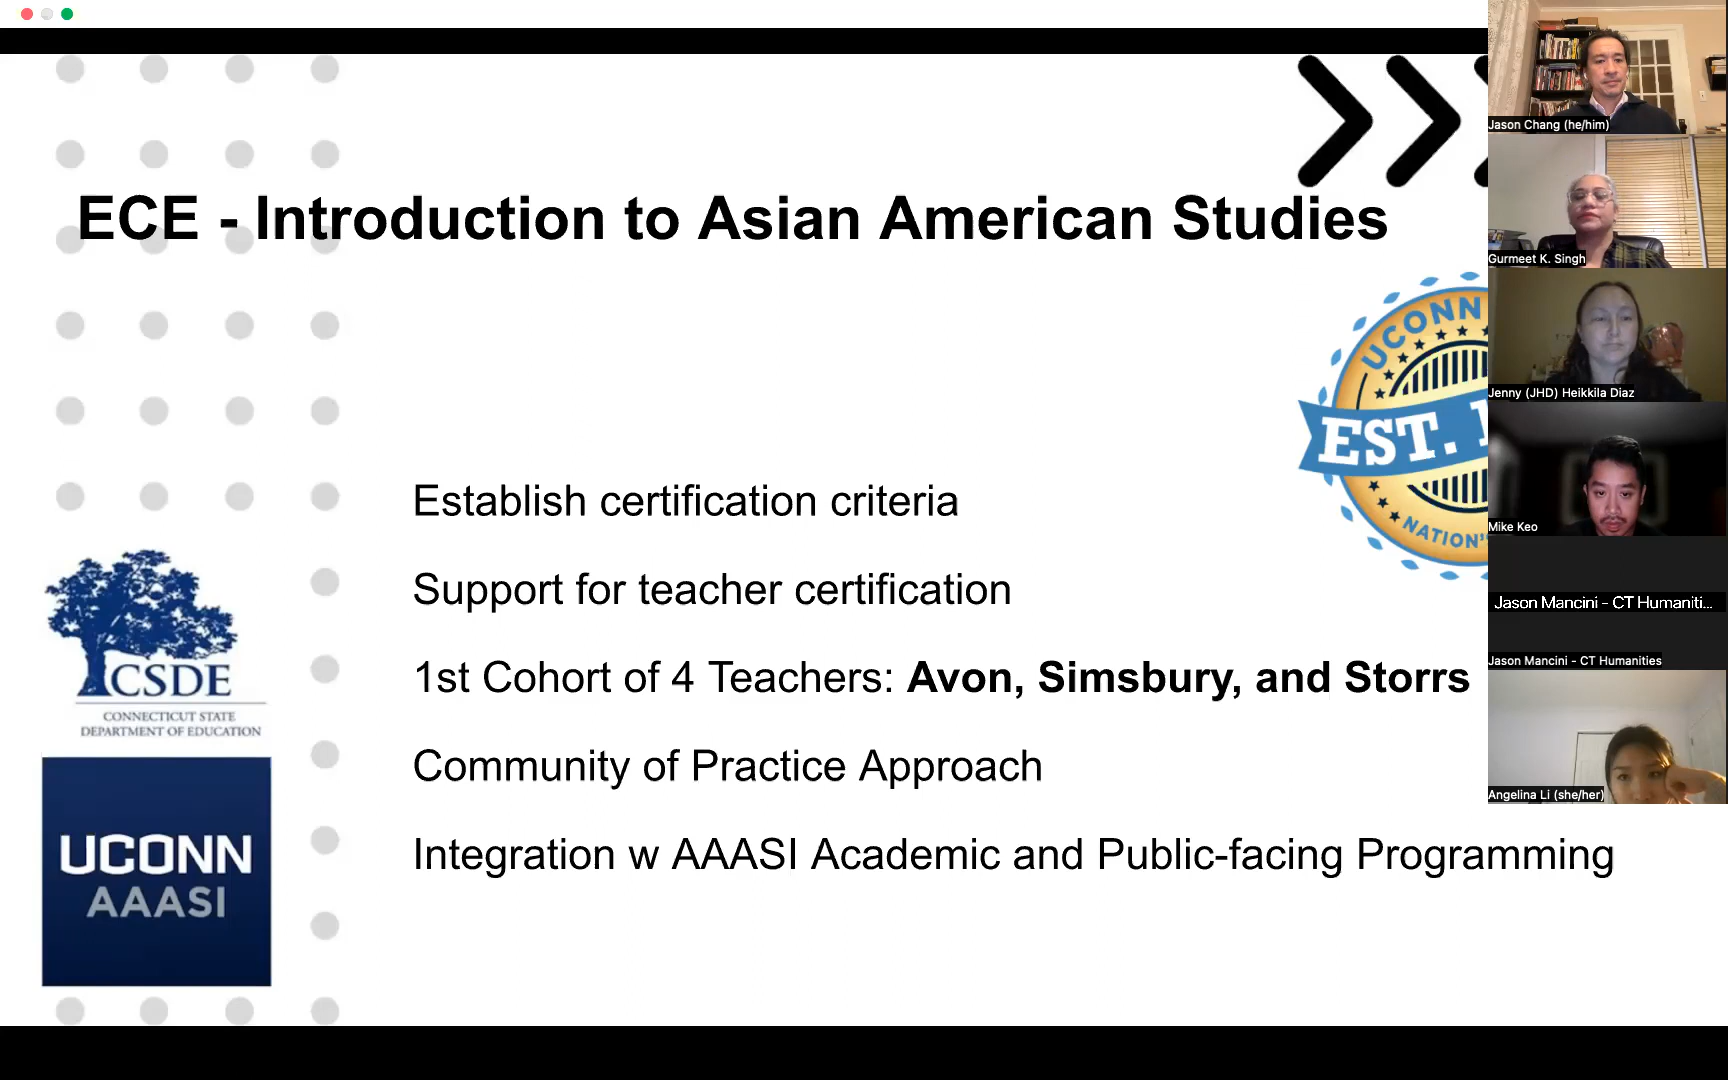 ECE - Introduction to Asian American Studies
UCONN
EST.
NATION'
Establish certification criteria
Support for teacher certification
1st Cohort of 4 Teachers: Avon, Simsbury, and Storrs
Community of Practice Approach
Integration w AAASI Academic and Public-facing Programming
CSDE
CONNECTICUT STATE
DEPARTMENT OF EDUCATION
UCONN
AAASI
Jason Chang (he/him)
Gurmeet K. Singh
Jenny (JHD) Heikkila Diaz
Mike Keo
Jason Mancini - CT Humaniti...
Jason Mancini - CT Humanities
Angelina Li (she/her)